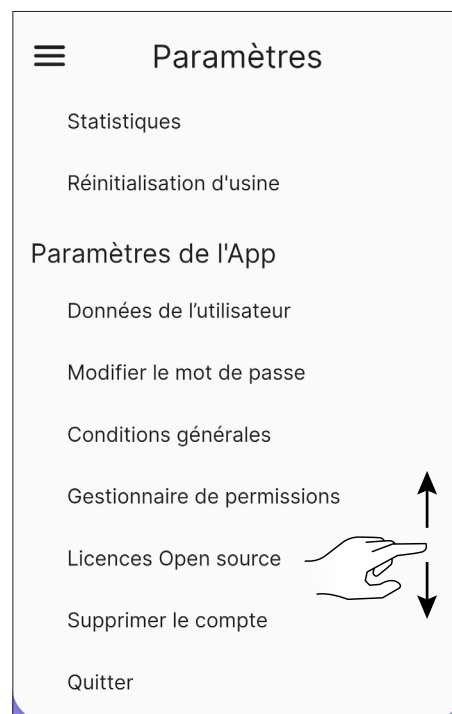 Paramètres
Statistiques
Réinitialisation d'usine
Paramètres de l'App
Données de l’utilisateur
Modifier le mot de passe
Conditions générales
Gestionnaire de permissions
Licences Open source
Supprimer le compte
Quitter